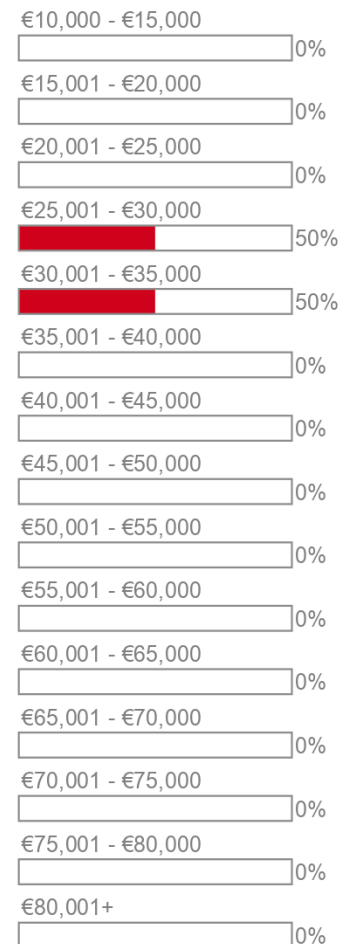 €10,000 - €15,000
0%
€15,001 - €20,000
0%
€20,001 - €25,000
0%
€25,001 - €30,000
50%
€30,001 - €35,000
50%
€35,001 - €40,000
0%
€40,001 - €45,000
0%
€45,001 - €50,000
0%
€50,001 - €55,000
0%
€55,001 - €60,000
0%
€60,001 - €65,000
0%
€65,001 - €70,000
0%
€70,001 - €75,000
0%
€75,001 - €80,000
0%
€80,001+
0%